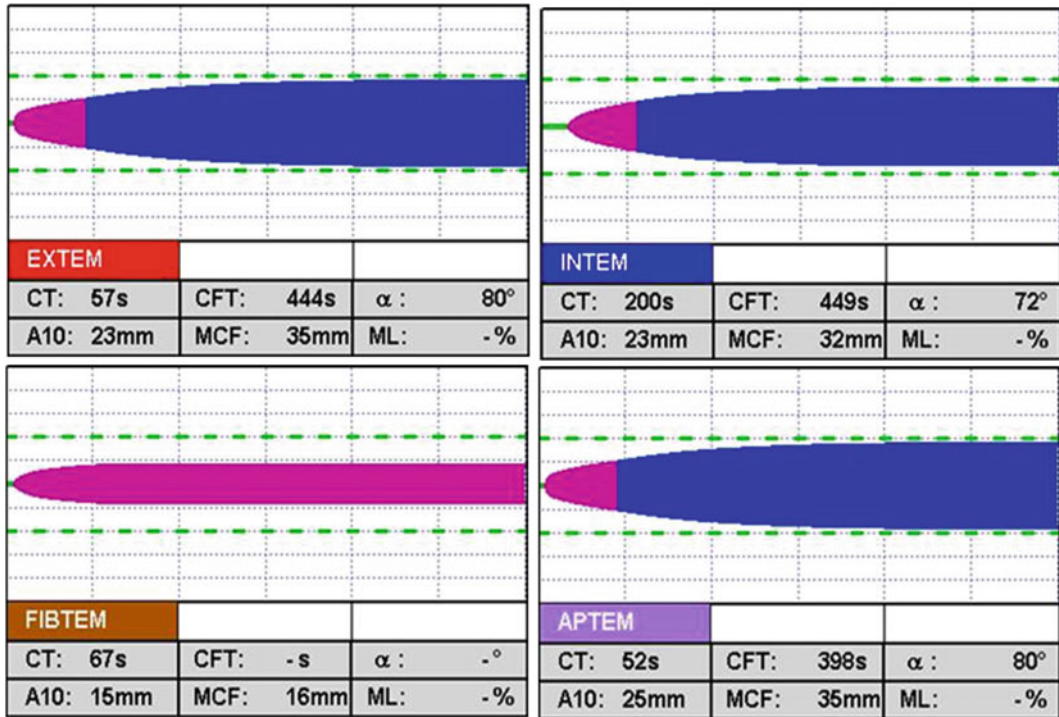 EXTEM
CT: 57s CFT: 444s α : 80°
A10: 23mm MCF: 35mm ML: -%
INTEM
CT: 200s CFT: 449s α : 72°
A10: 23mm MCF: 32mm ML: -%
FIBTEM
CT: 67s CFT: -s α : -°
A10: 15mm MCF: 16mm ML: -%
APTEM
CT: 52s CFT: 398s α : 80°
A10: 25mm MCF: 35mm ML: -%